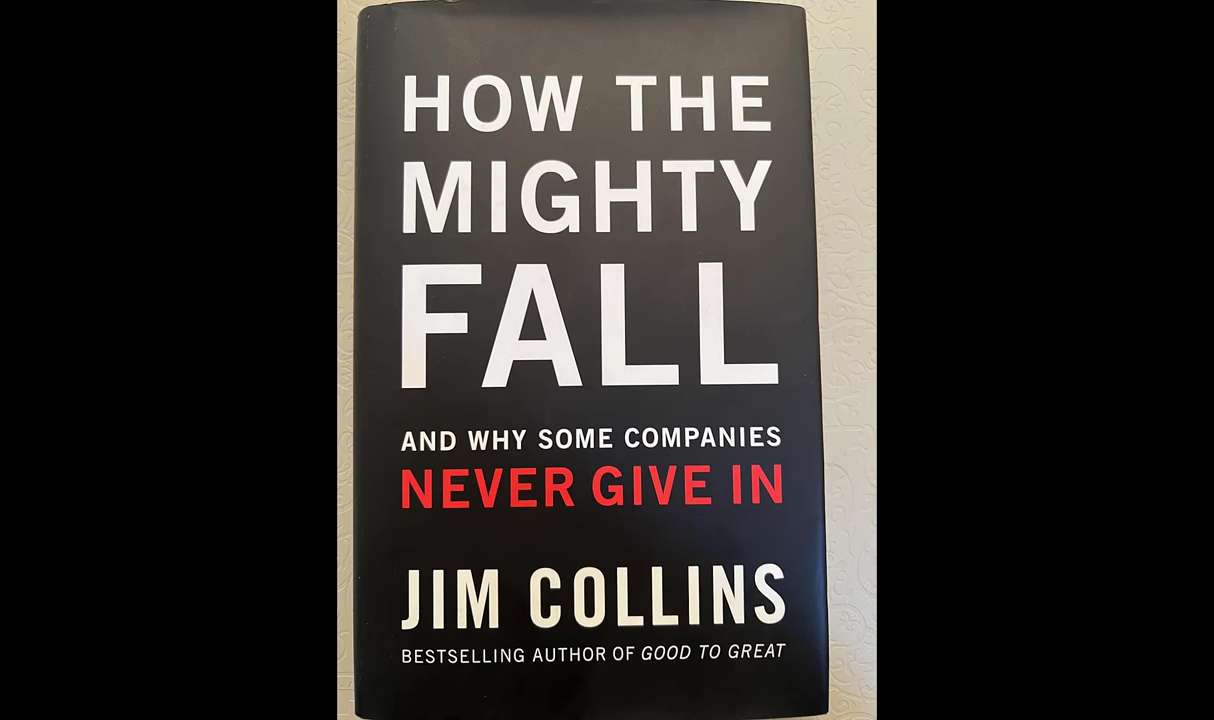 HOW THE
MIGHTY
FALL
AND WHY SOME COMPANIES
NEVER GIVE IN
JIM COLLINS
BESTSELLING AUTHOR OF GOOD TO GREAT